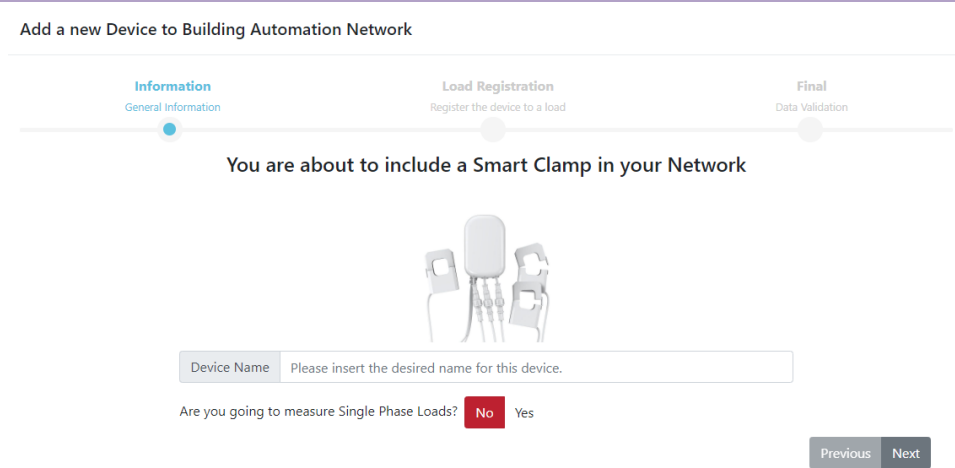 Add a new Device to Building Automation Network
Information
General Information
Load Registration
Register the device to a load
Final
Data Validation
You are about to include a Smart Clamp in your Network
Device Name Please insert the desired name for this device.
Are you going to measure Single Phase Loads? No Yes
Previous Next